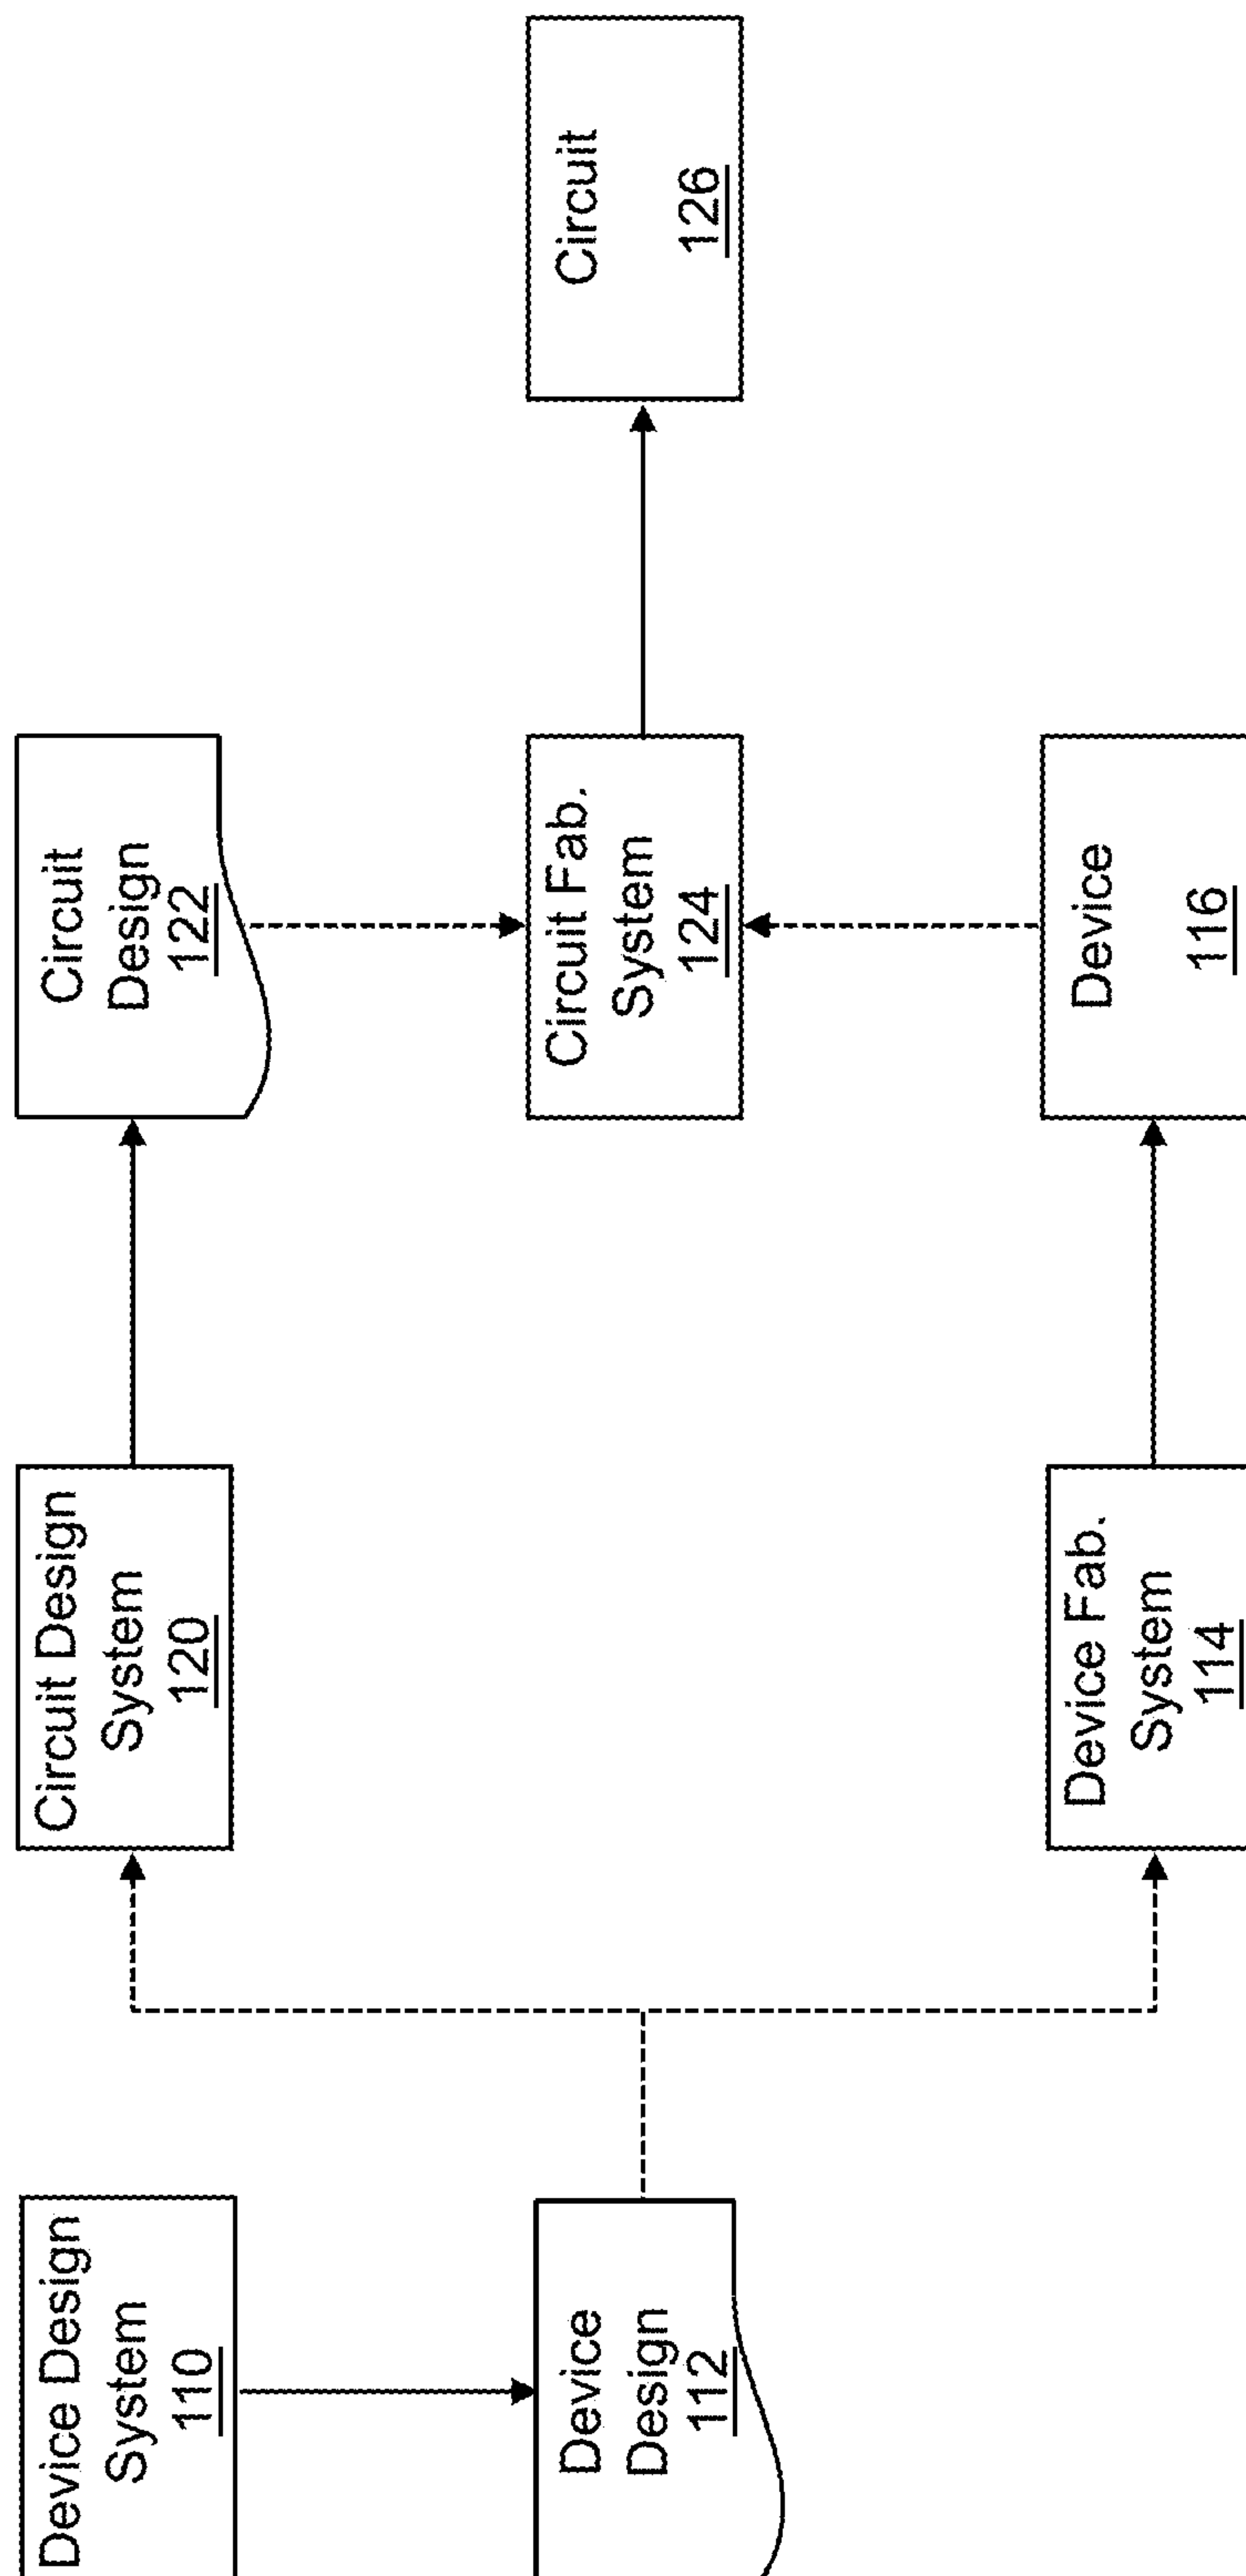 Device Design
System
110
Device
Design
112
Circuit Design
System
120
Device Fab.
System
114
Circuit
Design
122
Circuit Fab.
System
124
Device
116
Circuit
126